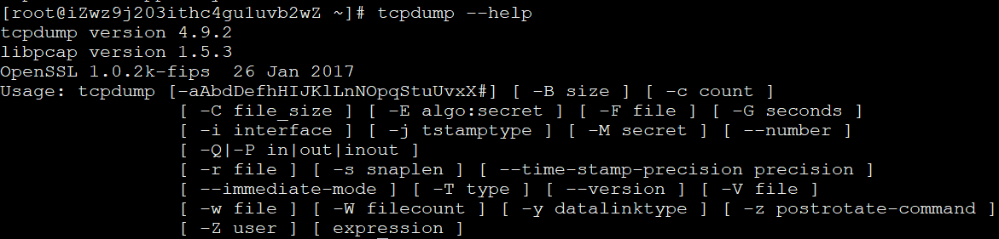 [root@iZwz9j203ithc4gu1uvb2wZ ~]# tcpdump --help
tcpdump version 4.9.2
libpcap version 1.5.3
OpenSSL 1.0.2k-fips  26 Jan 2017
Usage: tcpdump [-aAbdDefhHIJKlLnNOpqStuUvxX#] [ -B size ] [ -c count ]
                [ -C file_size ] [ -E algo:secret ] [ -F file ] [ -G seconds ]
                [ -i interface ] [ -j tstamptype ] [ -M secret ] [ --number ]
                [ -Q|-P in|out|inout ]
                [ -r file ] [ -s snaplen ] [ --time-stamp-precision precision ]
                [ --immediate-mode ] [ -T type ] [ --version ] [ -V file ]
                [ -w file ] [ -W filecount ] [ -y datalinktype ] [ -z postrotate-command ]
                [ -Z user ] [ expression ]